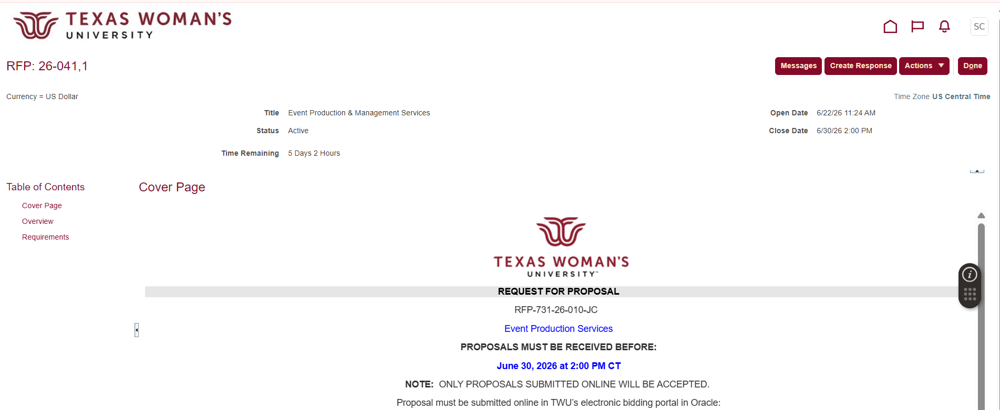 TEXAS WOMAN'S
UNIVERSITY
SC
RFP: 26-041,1
Messages
Create Response
Actions
Done
Currency = US Dollar
Time Zone US Central Time
Title Event Production & Management Services
Open Date 6/22/26 11:24 AM
Status Active
Close Date 6/30/26 2:00 PM
Time Remaining 5 Days 2 Hours
Table of Contents
Cover Page
Overview
Requirements
Cover Page
TEXAS WOMAN'S
UNIVERSITY™
REQUEST FOR PROPOSAL
RFP-731-26-010-JC
Event Production Services
PROPOSALS MUST BE RECEIVED BEFORE:
June 30, 2026 at 2:00 PM CT
NOTE: ONLY PROPOSALS SUBMITTED ONLINE WILL BE ACCEPTED.
Proposal must be submitted online in TWU's electronic bidding portal in Oracle: